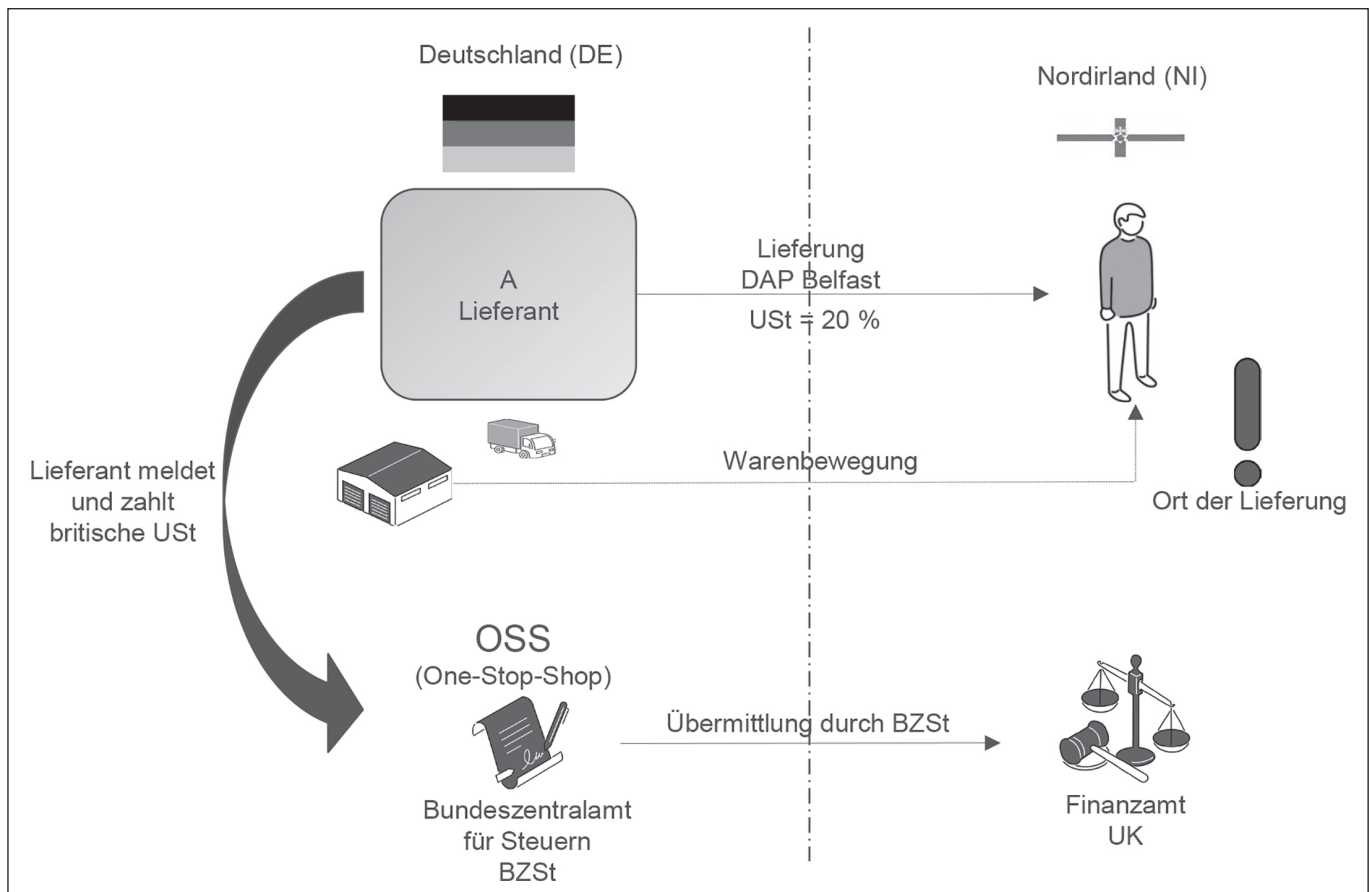 Deutschland (DE)
Nordirland (NI)
A
Lieferant
Lieferung
DAP Belfast
USt = 20 %
Warenbewegung
Ort der Lieferung
Lieferant meldet
und zahlt
britische USt
OSS
(One-Stop-Shop)
Übermittlung durch BZSt
Bundeszentralamt
für Steuern
BZSt
Finanzamt
UK